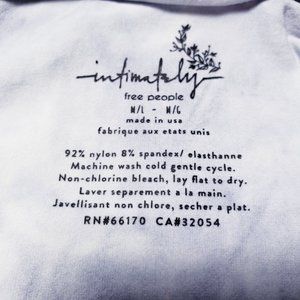 intimately
free people
M/L - M/G
made in usa
fabrique aux etats unis
92% nylon 8% spandex/ elasthanne
Machine wash cold gentle cycle.
Non-chlorine bleach, lay flat to dry.
Laver separement a la main.
Javellisant non chlore, secher a plat.
RN#66170 CA#32054